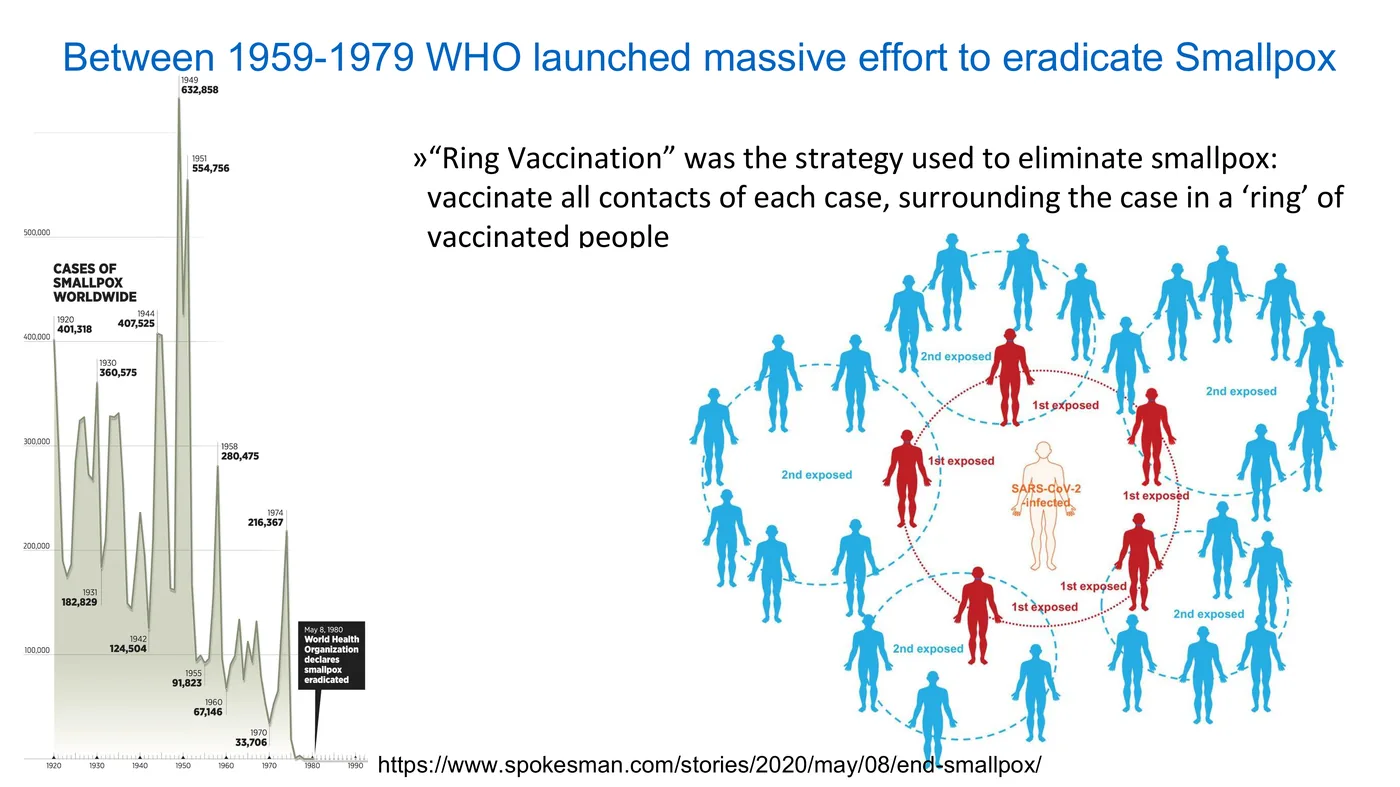 Between 1959-1979 WHO launched massive effort to eradicate Smallpox
»“Ring Vaccination” was the strategy used to eliminate smallpox:
vaccinate all contacts of each case, surrounding the case in a ‘ring’ of
vaccinated people
1949
632,858
1951
554,756
500,000
CASES OF
SMALLPOX
WORLDWIDE
1920
401,318
1944
407,525
400,000
1930
360,575
300,000
1958
280,475
1974
216,367
200,000
1931
182,829
1942
124,504
100,000
1955
91,823
1960
67,146
1970
33,706
May 8, 1980
World Health
Organization
declares
smallpox
eradicated
1920 1930 1940 1950 1960 1970 1980 1990
2nd exposed
1st exposed
2nd exposed
1st exposed
2nd exposed
SARS-CoV-2
-infected
1st exposed
1st exposed
1st exposed
2nd exposed
2nd exposed
https://www.spokesman.com/stories/2020/may/08/end-smallpox/